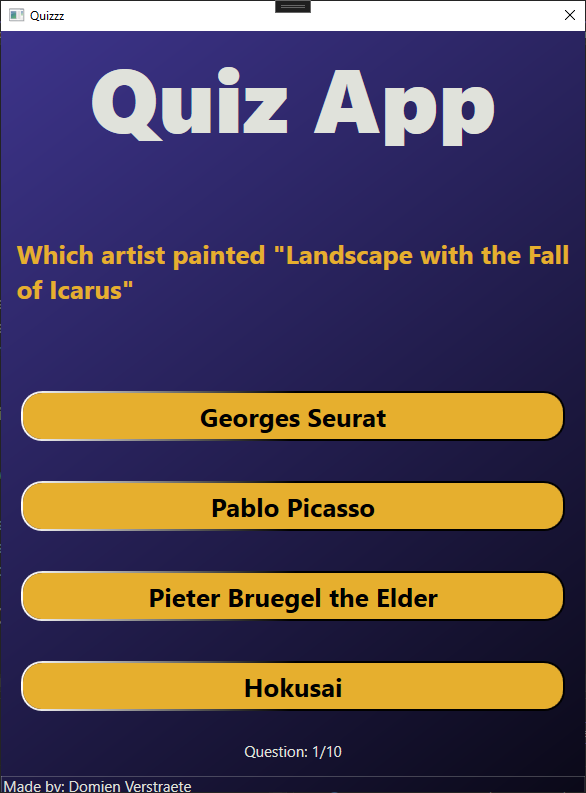 Quizzz
Quiz App
Which artist painted "Landscape with the Fall
of Icarus"
Georges Seurat
Pablo Picasso
Pieter Bruegel the Elder
Hokusai
Question: 1/10
Made by: Domien Verstraete